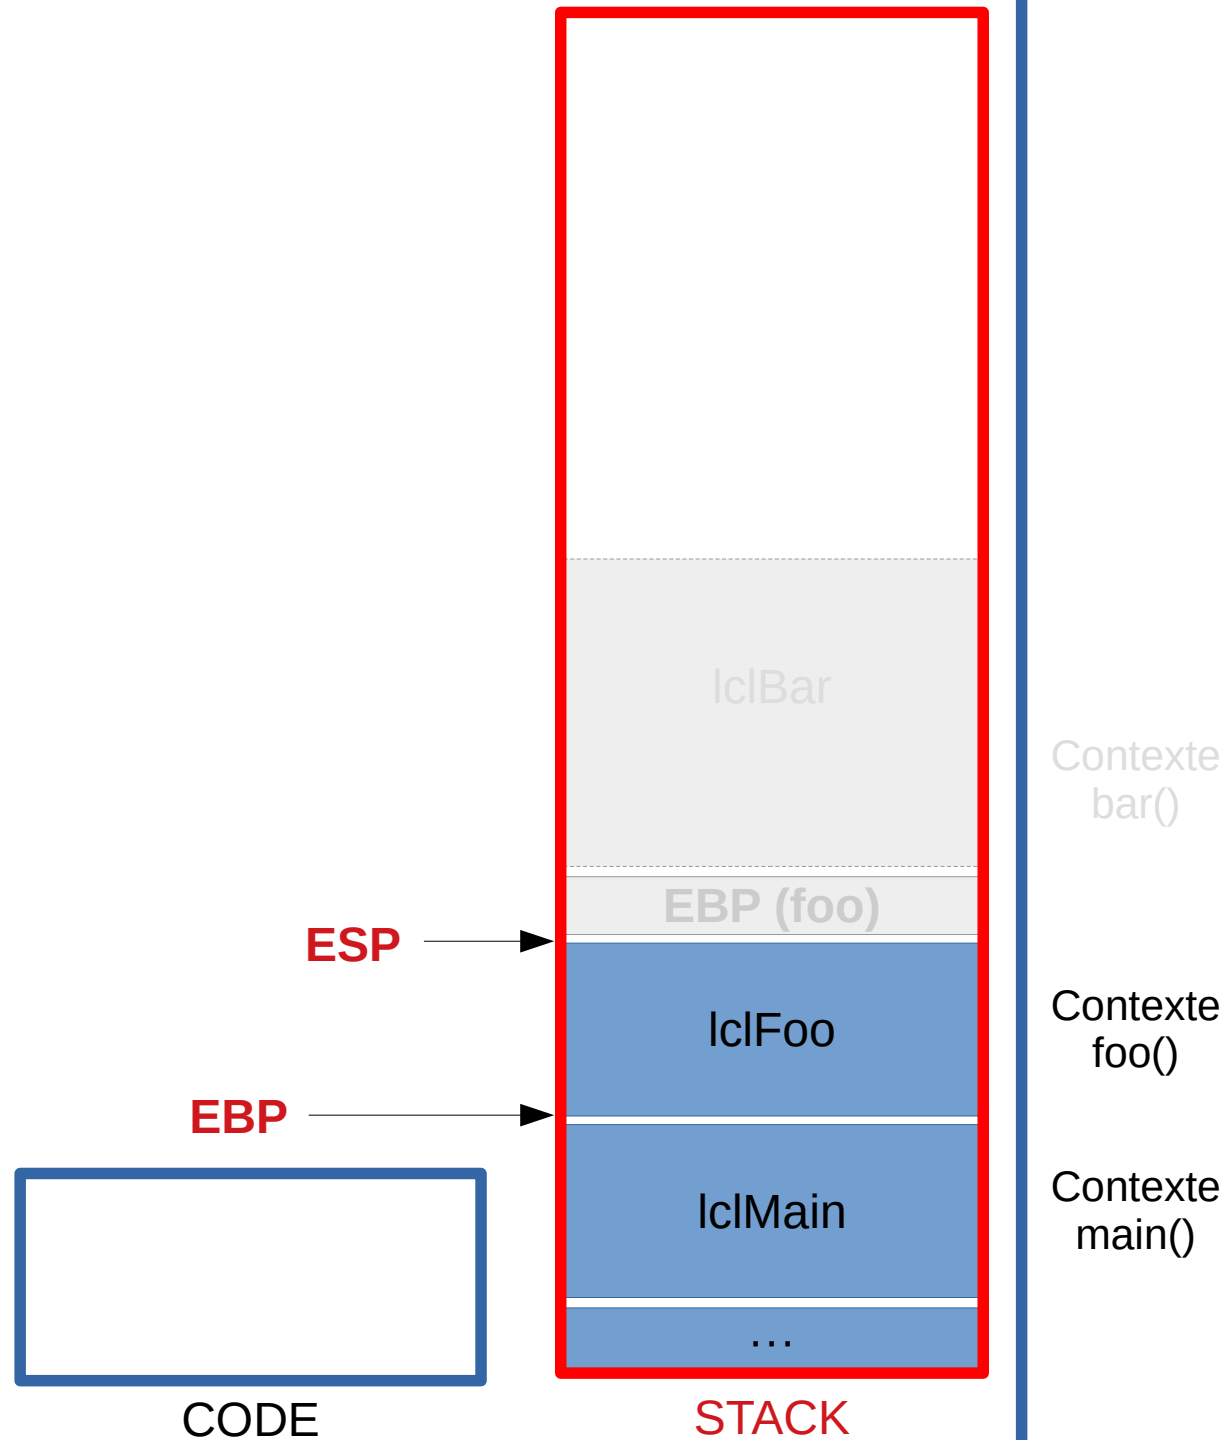 lclBar
Contexte
bar()
EBP (foo)
ESP
lclFoo
Contexte
foo()
EBP
lclMain
Contexte
main()
...
CODE
STACK